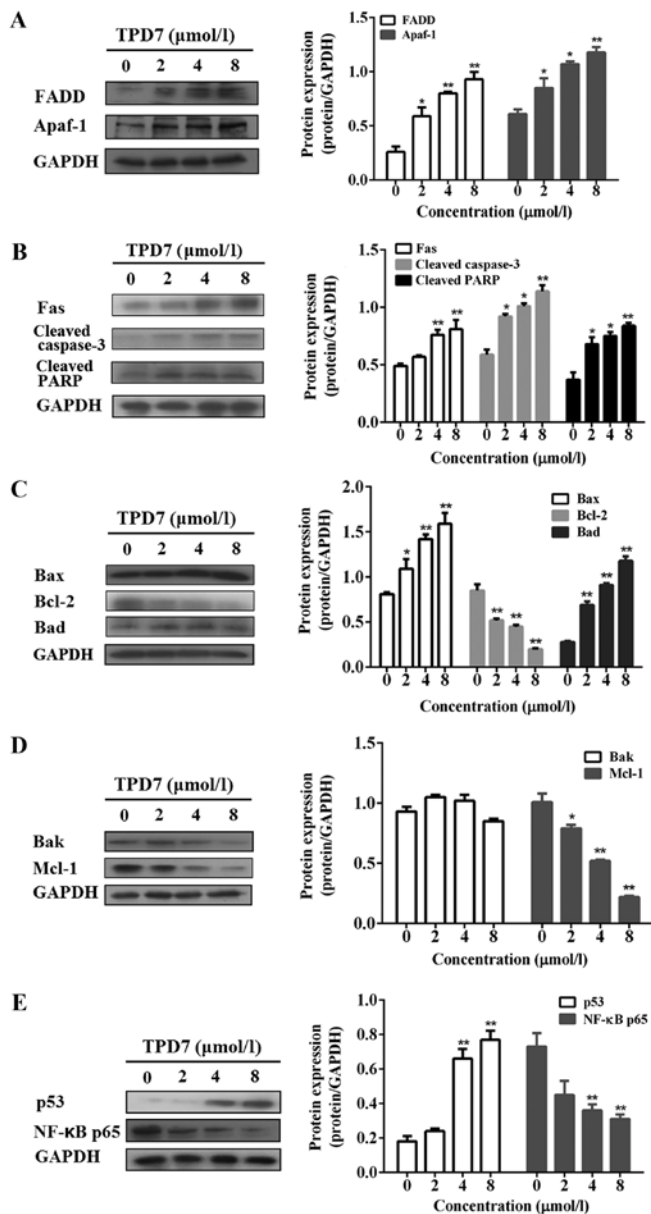 A
TPD7 (μmol/l)
0 2 4 8
FADD
Apaf-1
GAPDH
Protein expression
(protein/GAPDH)
1.5
1.0
0.5
0.0
FADD
Apaf-1
* ** ** * ** **
0 2 4 8 0 2 4 8
Concentration (μmol/l)
B
TPD7 (μmol/l)
0 2 4 8
Fas
Cleaved
caspase-3
Cleaved
PARP
GAPDH
Protein expression
(protein/GAPDH)
1.5
1.0
0.5
0.0
Fas
Cleaved caspase-3
Cleaved PARP
** ** * * ** * * **
0 2 4 8 0 2 4 8 0 2 4 8
Concentration (μmol/l)
C
TPD7 (μmol/l)
0 2 4 8
Bax
Bcl-2
Bad
GAPDH
Protein expression
(protein/GAPDH)
2.0
1.5
1.0
0.5
0.0
Bax
Bcl-2
Bad
* ** ** ** ** ** ** ** **
0 2 4 8 0 2 4 8 0 2 4 8
Concentration (μmol/l)
D
TPD7 (μmol/l)
0 2 4 8
Bak
Mcl-1
GAPDH
Protein expression
(protein/GAPDH)
1.5
1.0
0.5
0.0
Bak
Mcl-1
* ** **
0 2 4 8 0 2 4 8
Concentration (μmol/l)
E
TPD7 (μmol/l)
0 2 4 8
p53
NF-κB p65
GAPDH
Protein expression
(protein/GAPDH)
0.8
0.6
0.4
0.2
0.0
p53
NF-κB p65
** ** ** **
0 2 4 8 0 2 4 8
Concentration (μmol/l)